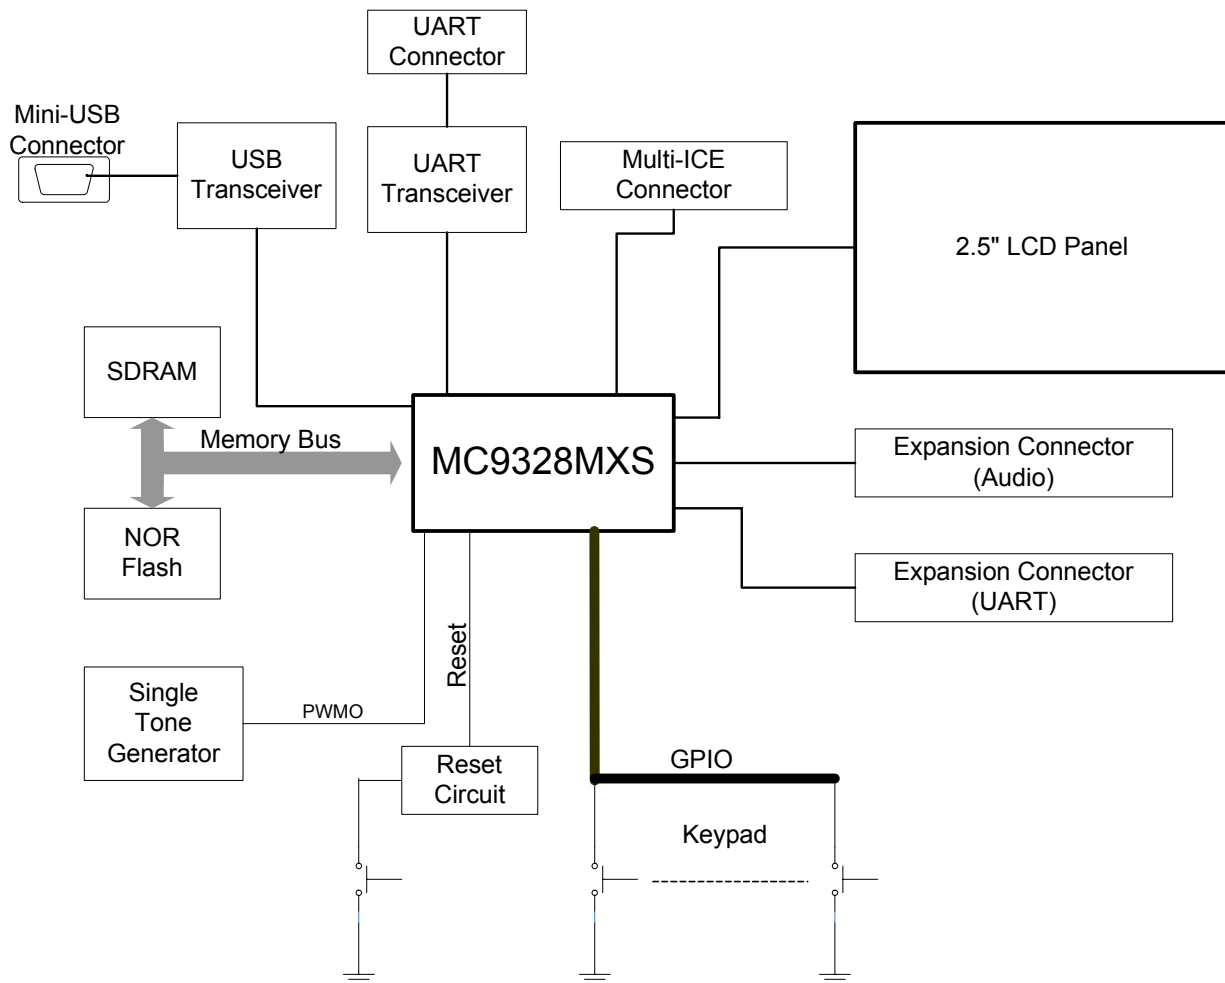 UART
Connector
Mini-USB
Connector
USB
Transceiver
UART
Transceiver
Multi-ICE
Connector
2.5" LCD Panel
SDRAM
Memory Bus
MC9328MXS
Expansion Connector
(Audio)
NOR
Flash
Expansion Connector
(UART)
Reset
Single
Tone
Generator
PWMO
Reset
Circuit
GPIO
Keypad